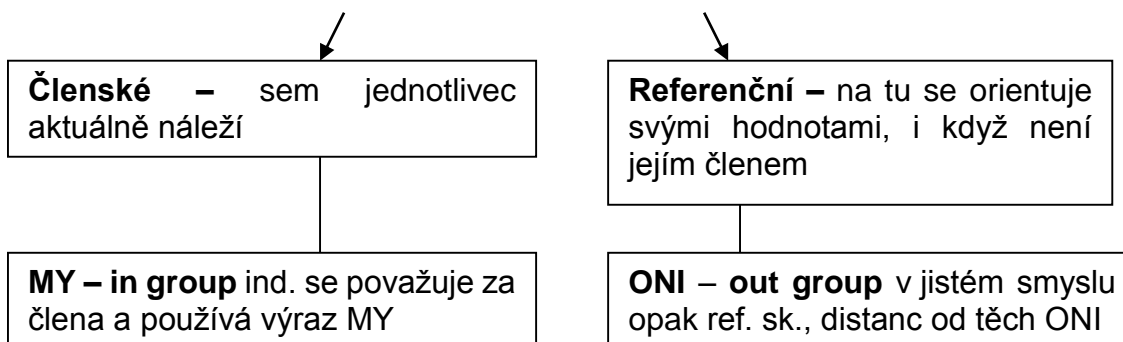 Členské – sem jednotlivec
aktuálně náleží
Referenční – na tu se orientuje
svými hodnotami, i když není
jejím členem
MY – in group ind. se považuje za
člena a používá výraz MY
ONI – out group v jistém smyslu
opak ref. sk., distanc od těch ONI